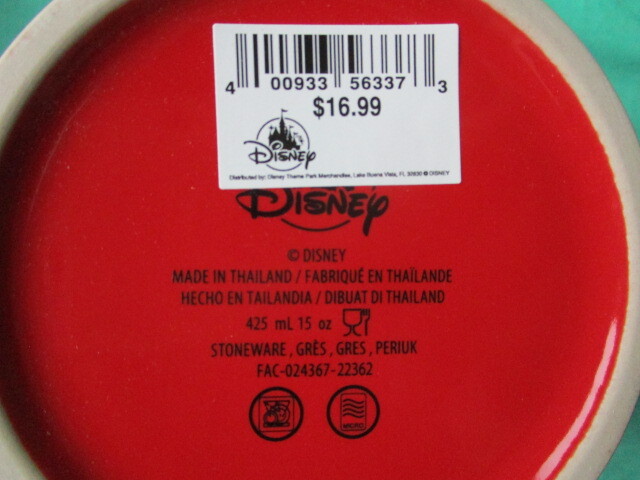 4 00933 56337 3
$16.99
Disney
Distributed by: Disney Theme Park Merchandise, Lake Buena Vista, FL 32830 © DISNEY
Disney
© DISNEY
MADE IN THAILAND / FABRIQUÉ EN THAÏLANDE
HECHO EN TAILANDIA / DIBUAT DI THAILAND
425 mL 15 oz
STONEWARE , GRÈS , GRES , PERIUK
FAC-024367-22362
MICRO